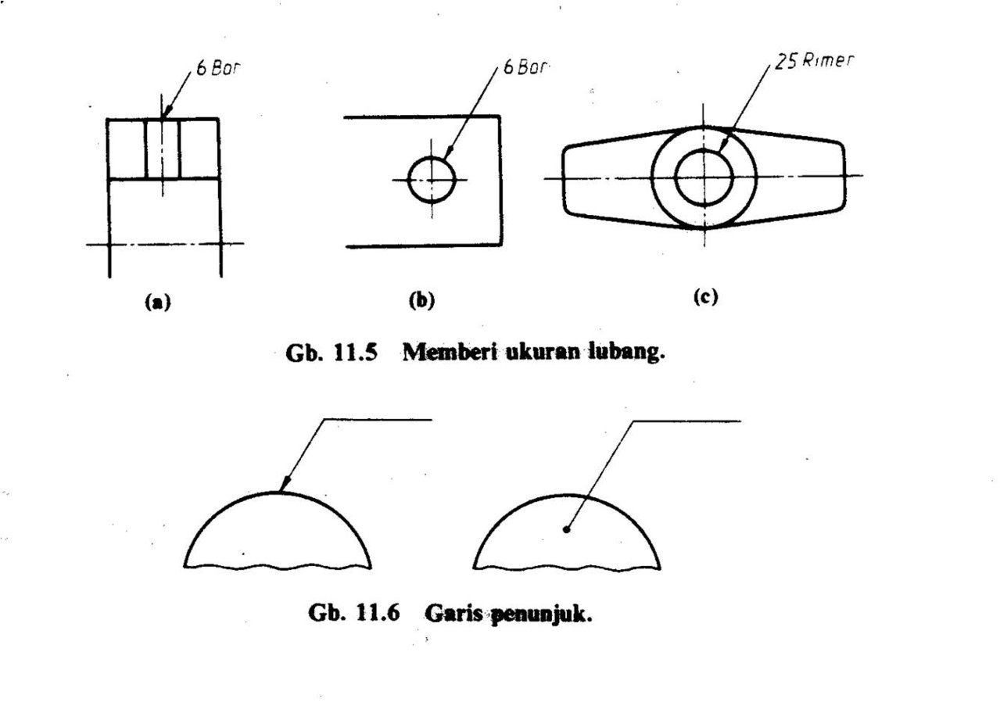 6 Bor
6 Bor
25 Rimer
(a)
(b)
(c)
Gb. 11.5 Memberi ukuran lubang.
Gb. 11.6 Garis penunjuk.